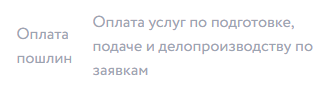 Оплата
пошлин
Оплата услуг по подготовке,
подаче и делопроизводству по
заявкам